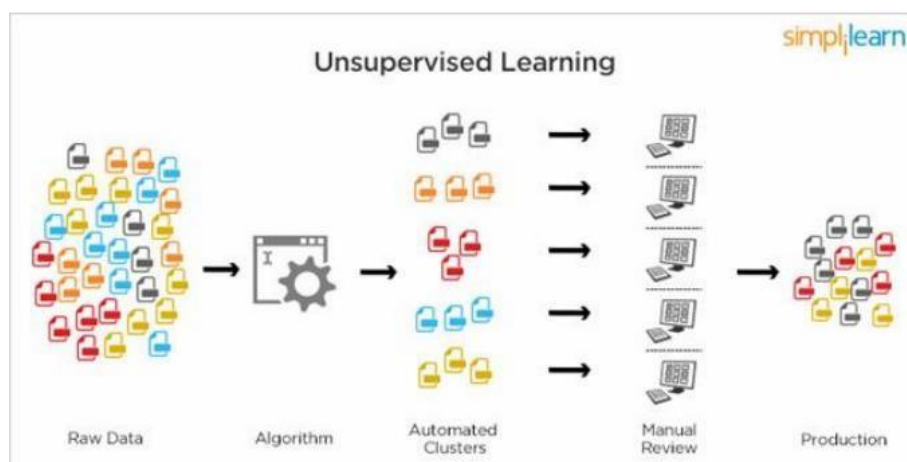 simplilearn
Unsupervised Learning
Raw Data
Algorithm
Automated
Clusters
Manual
Review
Production